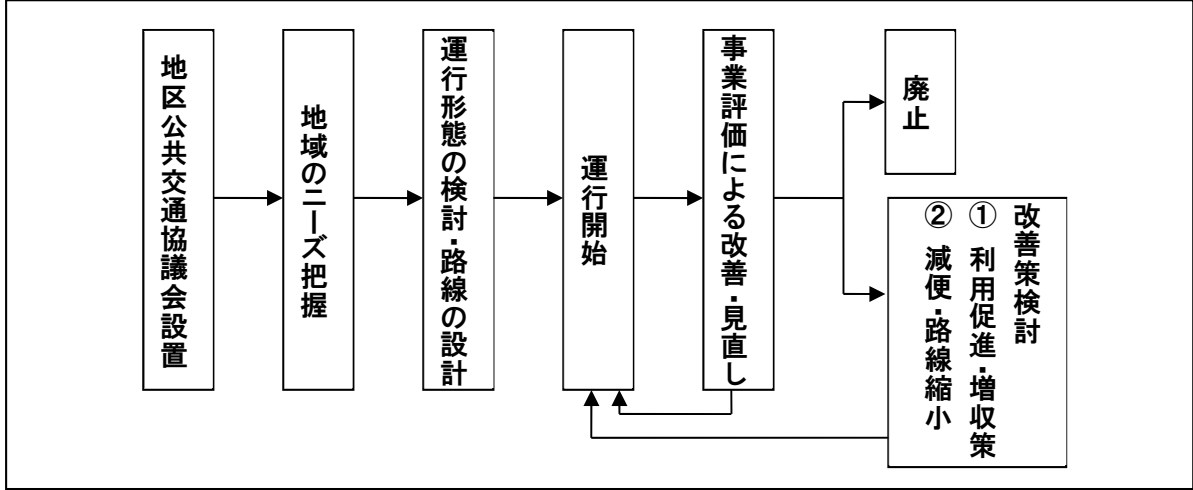 地区公共交通協議会設置
地域のニーズ把握
運行形態の検討・路線の設計
運行開始
事業評価による改善・見直し
廃止
改善策検討
① 利用促進・増収策
② 減便・路線縮小